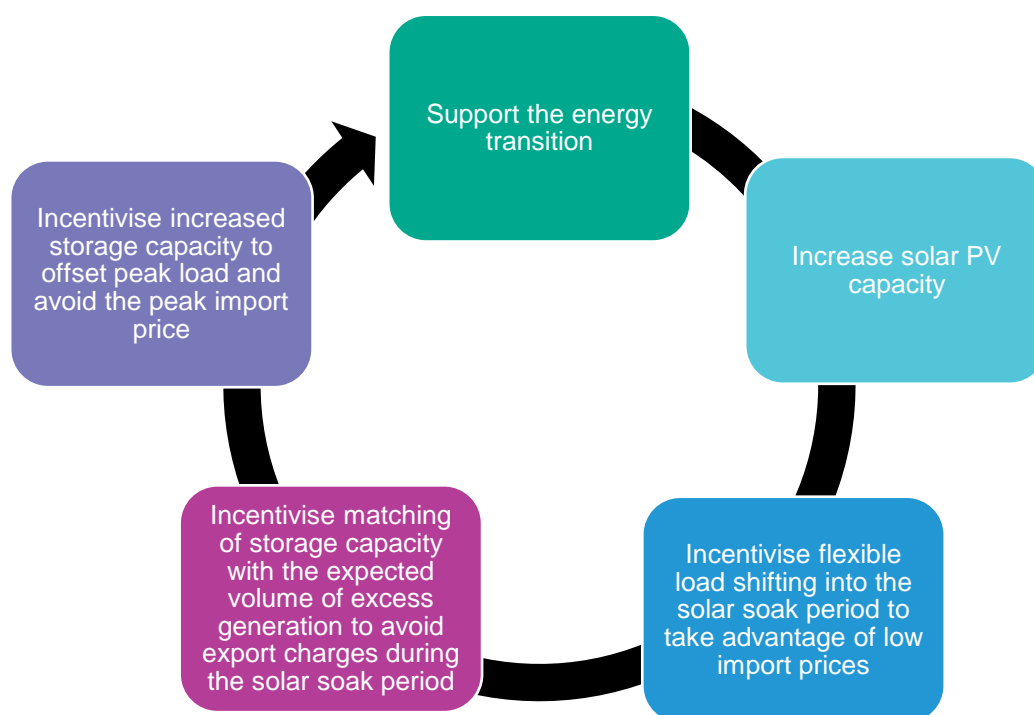 Support the energy
transition
Increase solar PV
capacity
Incentivise flexible
load shifting into the
solar soak period to
take advantage of low
import prices
Incentivise matching
of storage capacity
with the expected
volume of excess
generation to avoid
export charges during
the solar soak period
Incentivise increased
storage capacity to
offset peak load and
avoid the peak import
price